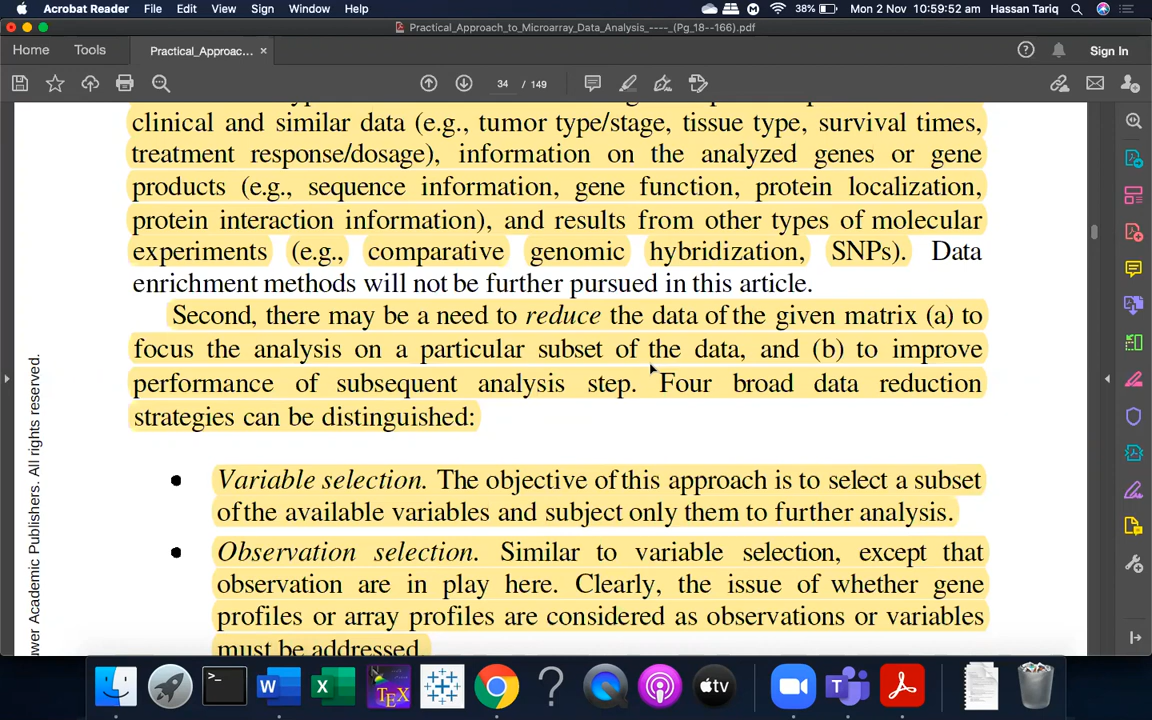 Acrobat Reader File Edit View Sign Window Help 38% Mon 2 Nov 10:59:52 am Hassan Tariq
Practical_Approach_to_Microarray_Data_Analysis_----_(Pg_18--166).pdf
Home Tools Practical_Approac... × Sign In
34 / 149
clinical and similar data (e.g., tumor type/stage, tissue type, survival times,
treatment response/dosage), information on the analyzed genes or gene
products (e.g., sequence information, gene function, protein localization,
protein interaction information), and results from other types of molecular
experiments (e.g., comparative genomic hybridization, SNPs). Data
enrichment methods will not be further pursued in this article.
Second, there may be a need to reduce the data of the given matrix (a) to
focus the analysis on a particular subset of the data, and (b) to improve
performance of subsequent analysis step. Four broad data reduction
strategies can be distinguished:
• Variable selection. The objective of this approach is to select a subset
of the available variables and subject only them to further analysis.
• Observation selection. Similar to variable selection, except that
observation are in play here. Clearly, the issue of whether gene
profiles or array profiles are considered as observations or variables
must be addressed.
uwer Academic Publishers. All rights reserved.
>_ W X TEX ? tv T